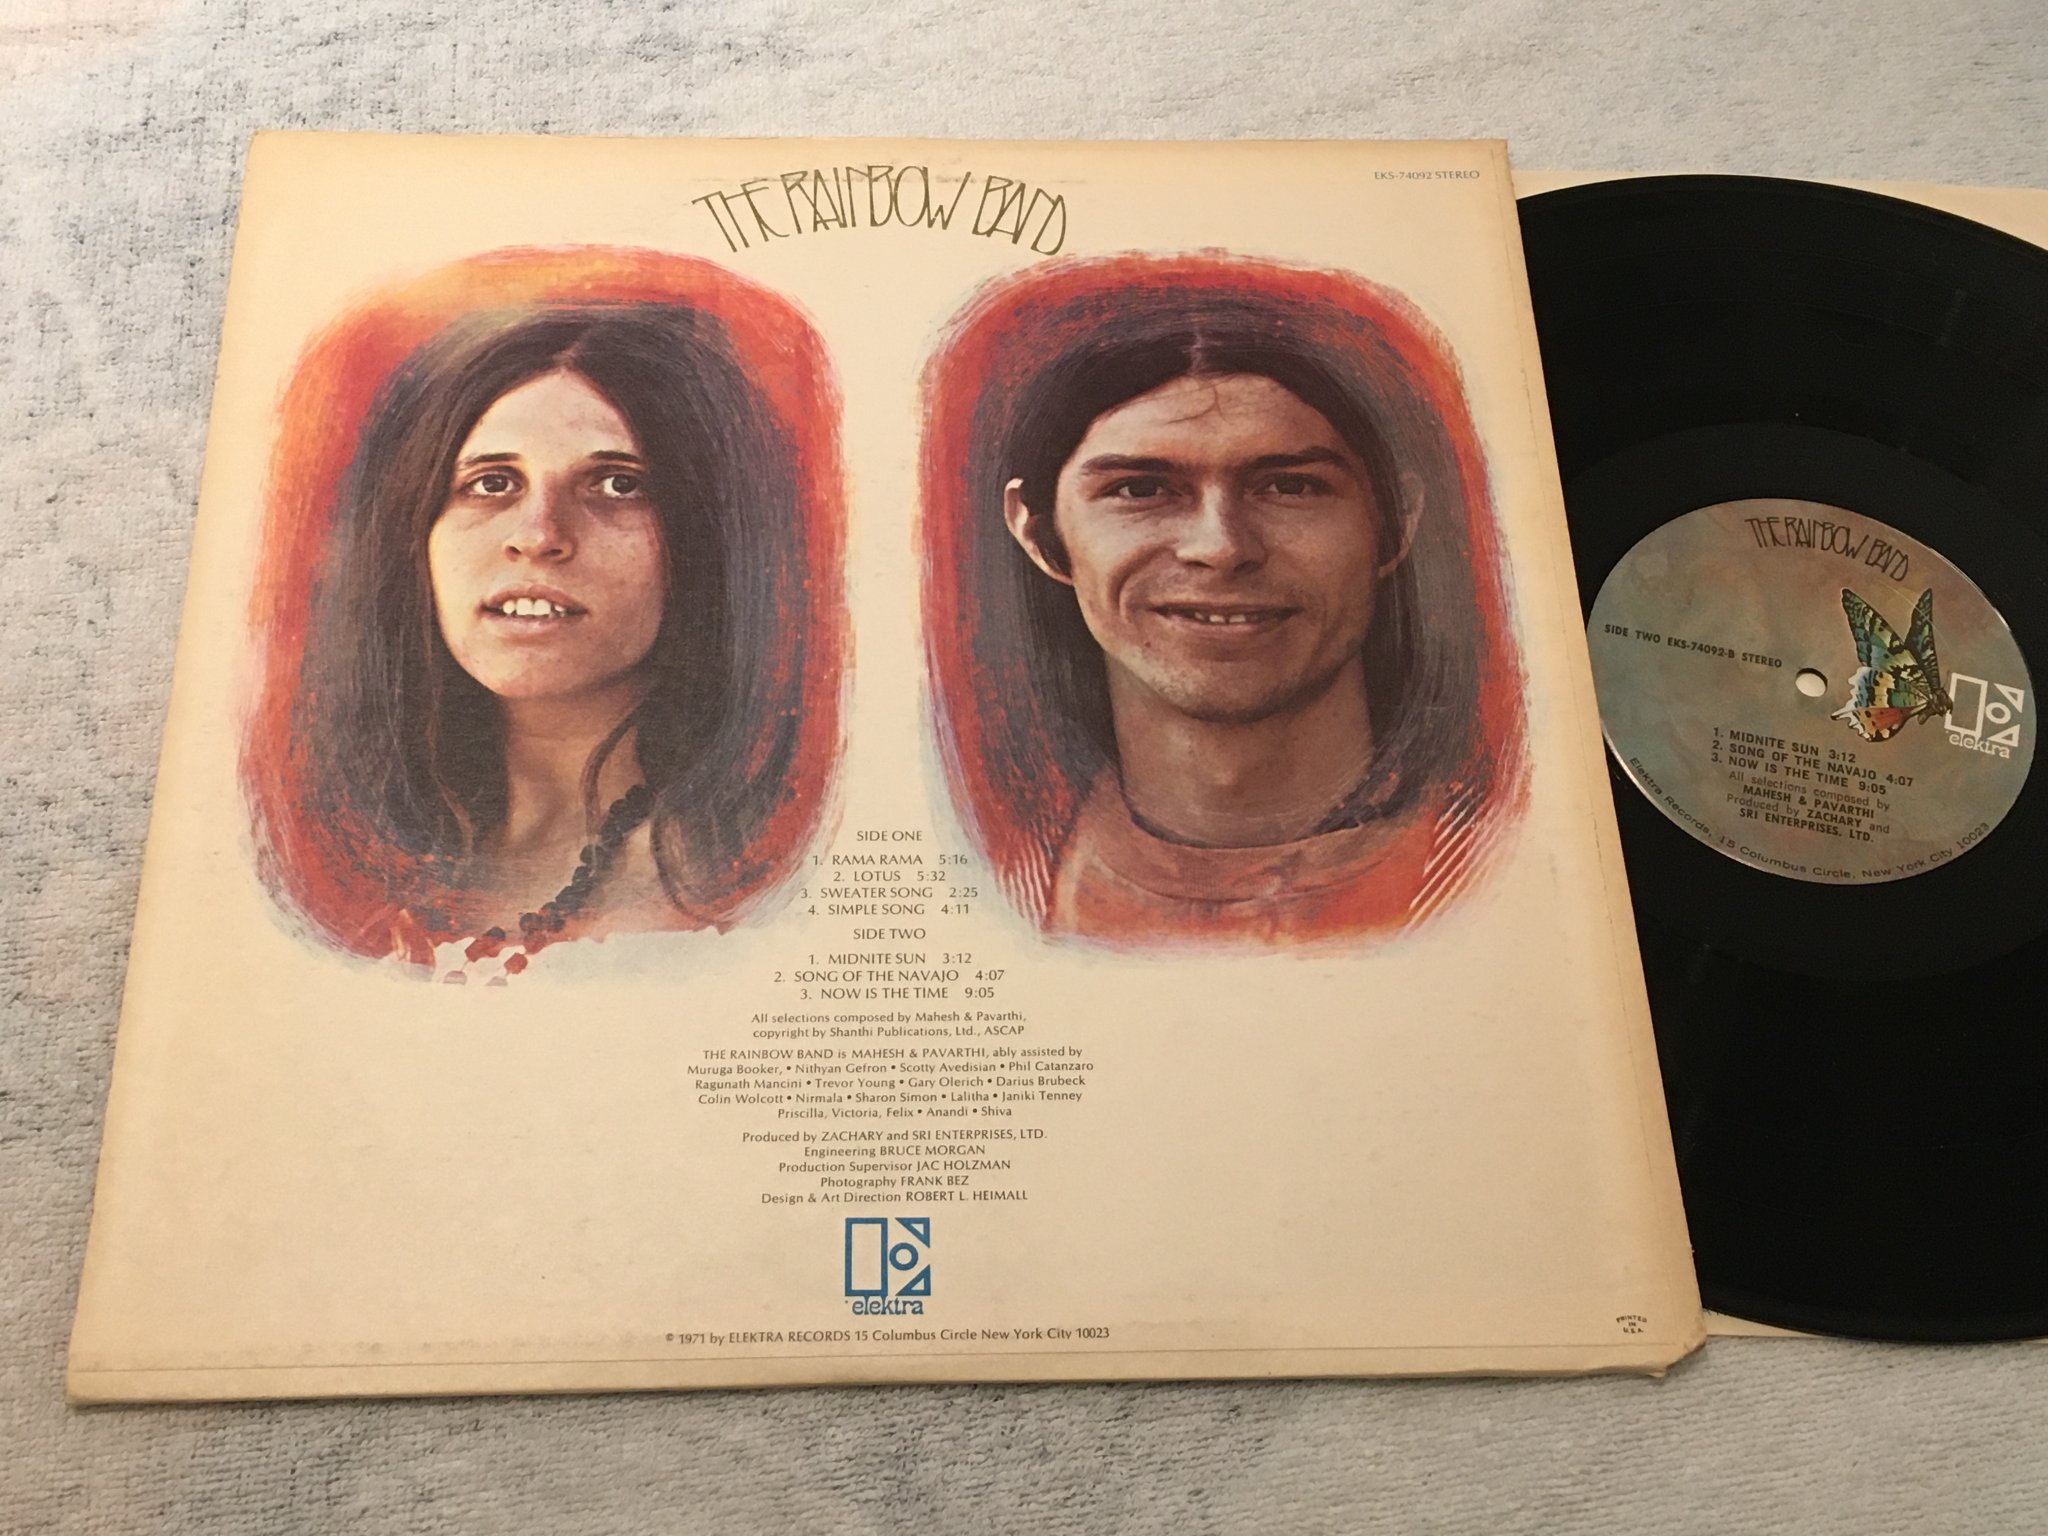 THE RAINBOW BAND
EKS-74092 STEREO
SIDE ONE
1. RAMA RAMA 5:16
2. LOTUS 5:32
3. SWEATER SONG 2:25
4. SIMPLE SONG 4:11
SIDE TWO
1. MIDNITE SUN 3:12
2. SONG OF THE NAVAJO 4:07
3. NOW IS THE TIME 9:05
All selections composed by Mahesh & Pavarthi,
copyright by Shanthi Publications, Ltd., ASCAP
THE RAINBOW BAND is MAHESH & PAVARTHI, ably assisted by
Muruga Booker, • Nithyan Gefron • Scotty Avedisian • Phil Catanzaro
Ragunath Mancini • Trevor Young • Gary Olerich • Darius Brubeck
Colin Wolcott • Nirmala • Sharon Simon • Lalitha • Janiki Tenney
Priscilla, Victoria, Felix • Anandi • Shiva
Produced by ZACHARY and SRI ENTERPRISES, LTD.
Engineering BRUCE MORGAN
Production Supervisor JAC HOLZMAN
Photography FRANK BEZ
Design & Art Direction ROBERT L. HEIMALL
elektra
© 1971 by ELEKTRA RECORDS 15 Columbus Circle New York City 10023
PRINTED
IN
U.S.A.
THE RAINBOW BAND
SIDE TWO EKS-74092-B STEREO
elektra
1. MIDNITE SUN 3:12
2. SONG OF THE NAVAJO 4:07
3. NOW IS THE TIME 9:05
All selections composed by
MAHESH & PAVARTHI
Produced by ZACHARY and
SRI ENTERPRISES, LTD.
Elektra Records, 15 Columbus Circle, New York City 10023